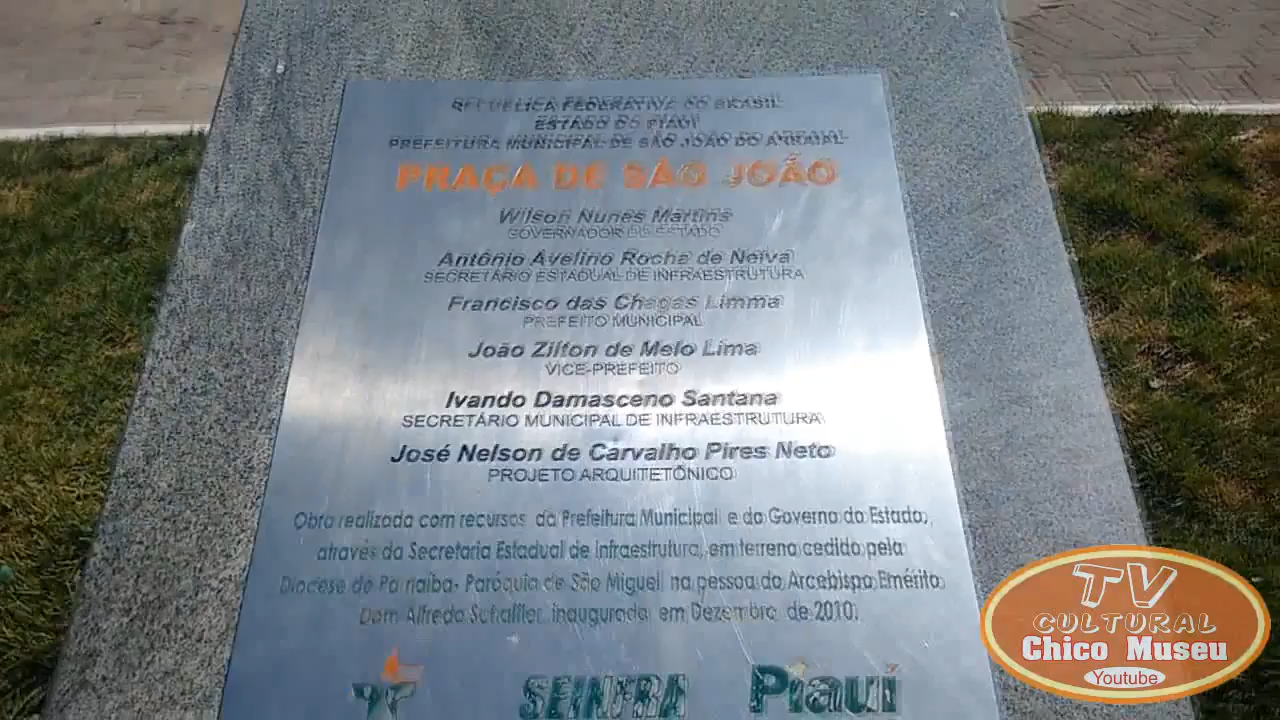 REPÚBLICA FEDERATIVA DO BRASIL
ESTADO DO PIAUÍ
PREFEITURA MUNICIPAL DE SÃO JOÃO DO ARRAIAL
PRAÇA DE SÃO JOÃO
Wilson Nunes Martins
GOVERNADOR DO ESTADO
Antônio Avelino Rocha de Neiva
SECRETÁRIO ESTADUAL DE INFRAESTRUTURA
Francisco das Chagas Limma
PREFEITO MUNICIPAL
João Zilton de Melo Lima
VICE-PREFEITO
Ivando Damasceno Santana
SECRETÁRIO MUNICIPAL DE INFRAESTRUTURA
José Nelson de Carvalho Pires Neto
PROJETO ARQUITETÔNICO
Obra realizada com recursos da Prefeitura Municipal e do Governo do Estado,
através da Secretaria Estadual de Infraestrutura, em terreno cedido pela
Diocese de Parnaíba- Paróquia de São Miguel na pessoa do Arcebispo Emérito
Dom Alfredo Schaffler, inaugurada em Dezembro de 2010.
SEINFRA
Piauí
TV
CULTURAL
Chico Museu
Youtube